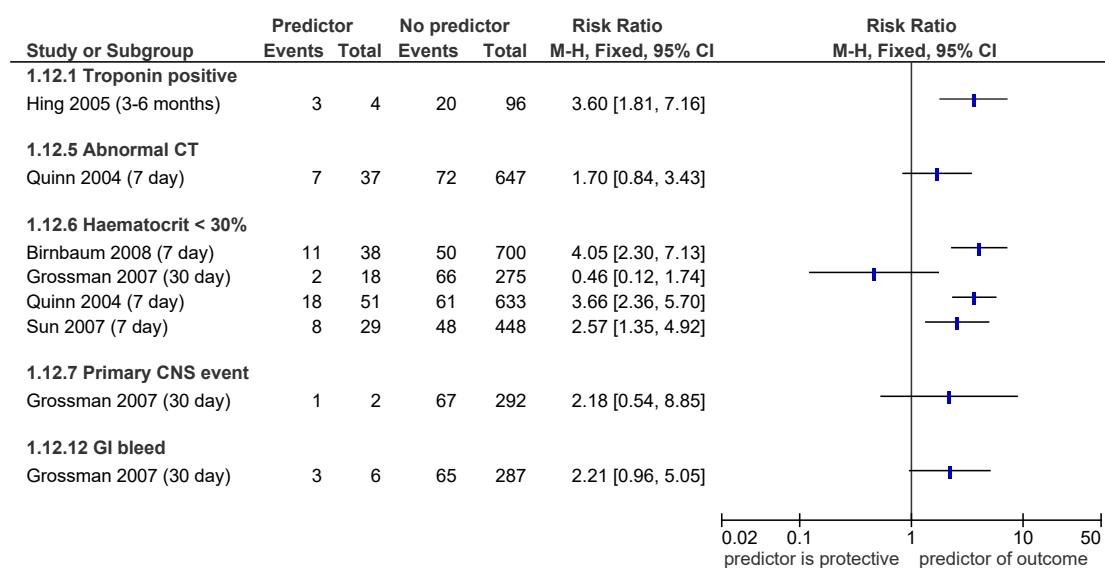 Predictor No predictor Risk Ratio Risk Ratio
Study or Subgroup Events Total Events Total M-H, Fixed, 95% CI M-H, Fixed, 95% CI
1.12.1 Troponin positive
Hing 2005 (3-6 months) 3 4 20 96 3.60 [1.81, 7.16]
1.12.5 Abnormal CT
Quinn 2004 (7 day) 7 37 72 647 1.70 [0.84, 3.43]
1.12.6 Haematocrit < 30%
Birnbaum 2008 (7 day) 11 38 50 700 4.05 [2.30, 7.13]
Grossman 2007 (30 day) 2 18 66 275 0.46 [0.12, 1.74]
Quinn 2004 (7 day) 18 51 61 633 3.66 [2.36, 5.70]
Sun 2007 (7 day) 8 29 48 448 2.57 [1.35, 4.92]
1.12.7 Primary CNS event
Grossman 2007 (30 day) 1 2 67 292 2.18 [0.54, 8.85]
1.12.12 GI bleed
Grossman 2007 (30 day) 3 6 65 287 2.21 [0.96, 5.05]
0.02 0.1 1 10 50
predictor is protective predictor of outcome